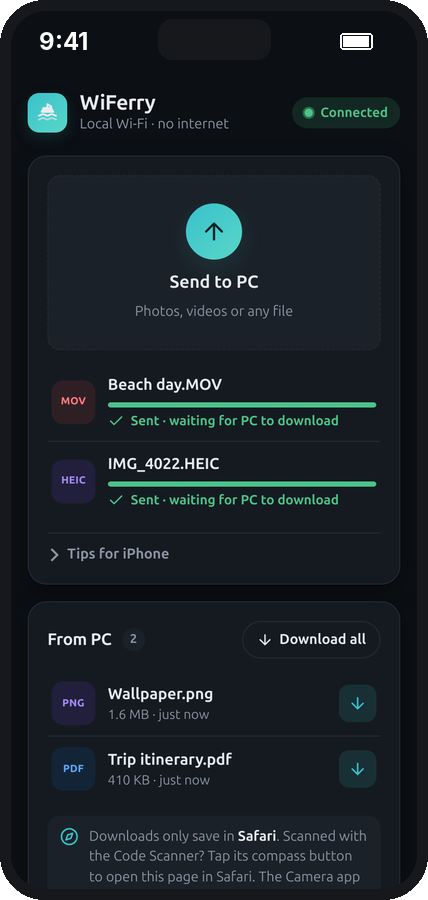 9:41
WiFerry
Local Wi-Fi · no internet
Connected
Send to PC
Photos, videos or any file
MOV
Beach day.MOV
Sent · waiting for PC to download
HEIC
IMG_4022.HEIC
Sent · waiting for PC to download
Tips for iPhone
From PC 2
Download all
PNG
Wallpaper.png
1.6 MB · just now
PDF
Trip itinerary.pdf
410 KB · just now
Downloads only save in Safari. Scanned with
the Code Scanner? Tap its compass button
to open this page in Safari. The Camera app